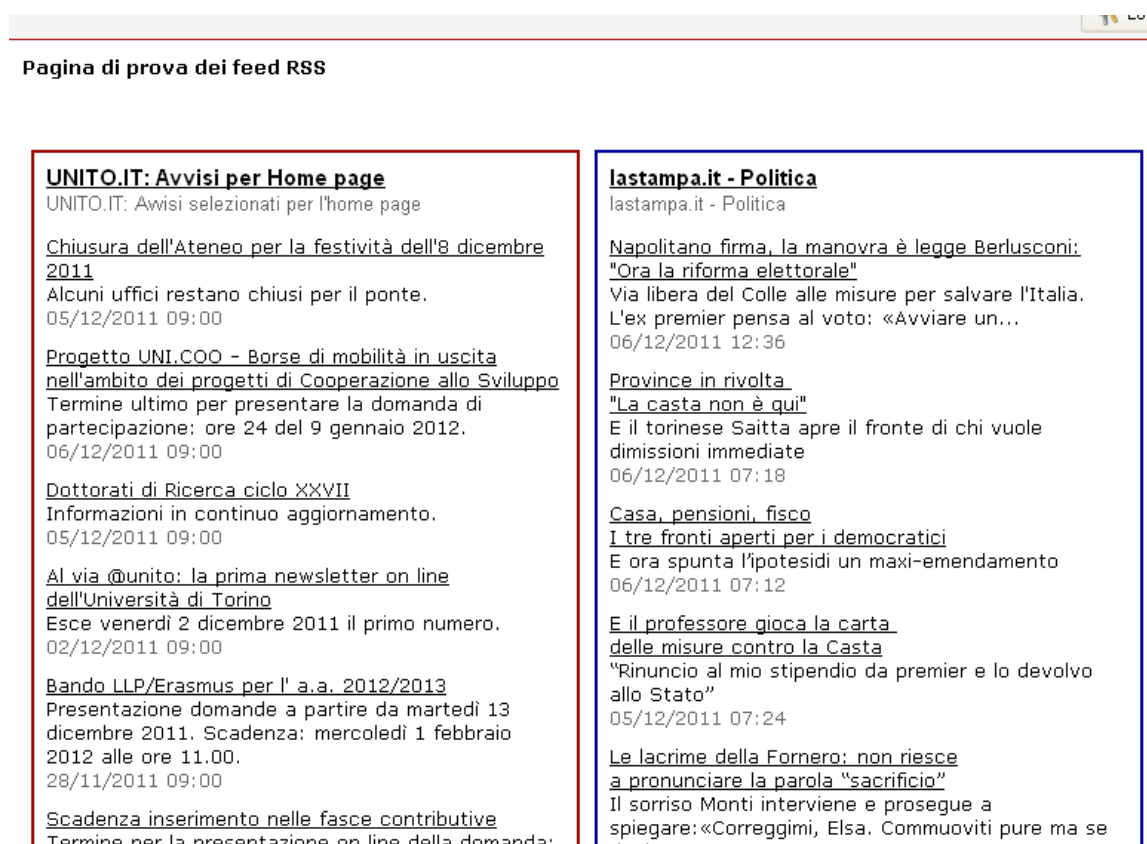 Pagina di prova dei feed RSS
UNITO.IT: Avvisi per Home page
UNITO.IT: Avvisi selezionati per l'home page
Chiusura dell'Ateneo per la festività dell'8 dicembre
2011
Alcuni uffici restano chiusi per il ponte.
05/12/2011 09:00
Progetto UNI.COO - Borse di mobilità in uscita
nell'ambito dei progetti di Cooperazione allo Sviluppo
Termine ultimo per presentare la domanda di
partecipazione: ore 24 del 9 gennaio 2012.
06/12/2011 09:00
Dottorati di Ricerca ciclo XXVII
Informazioni in continuo aggiornamento.
05/12/2011 09:00
Al via @unito: la prima newsletter on line
dell'Università di Torino
Esce venerdì 2 dicembre 2011 il primo numero.
02/12/2011 09:00
Bando LLP/Erasmus per l' a.a. 2012/2013
Presentazione domande a partire da martedì 13
dicembre 2011. Scadenza: mercoledì 1 febbraio
2012 alle ore 11.00.
28/11/2011 09:00
Scadenza inserimento nelle fasce contributive
Termine per la presentazione on line della domanda:
lastampa.it - Politica
lastampa.it - Politica
Napolitano firma, la manovra è legge Berlusconi:
"Ora la riforma elettorale"
Via libera del Colle alle misure per salvare l'Italia.
L'ex premier pensa al voto: «Avviare un...
06/12/2011 12:36
Province in rivolta
"La casta non è qui"
E il torinese Saitta apre il fronte di chi vuole
dimissioni immediate
06/12/2011 07:18
Casa, pensioni, fisco
I tre fronti aperti per i democratici
E ora spunta l’ipotesidi un maxi-emendamento
06/12/2011 07:12
E il professore gioca la carta
delle misure contro la Casta
“Rinuncio al mio stipendio da premier e lo devolvo
allo Stato”
05/12/2011 07:24
Le lacrime della Fornero: non riesce
a pronunciare la parola “sacrificio”
Il sorriso Monti interviene e prosegue a
spiegare:«Correggimi, Elsa. Commuoviti pure ma se